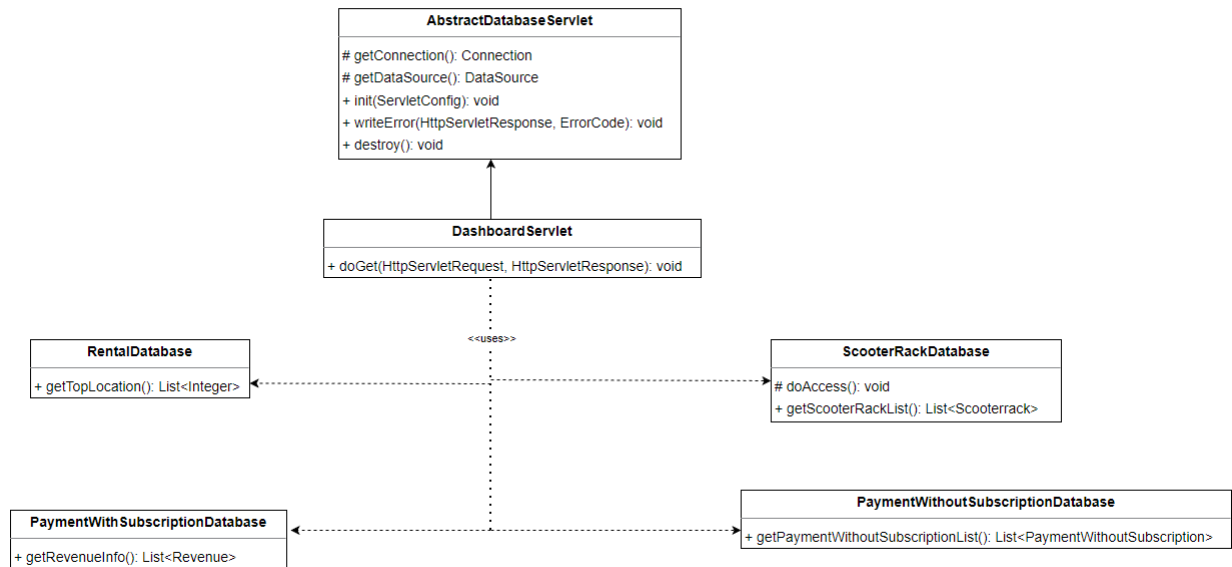 AbstractDatabaseServlet
# getConnection(): Connection
# getDataSource(): DataSource
+ init(ServletConfig): void
+ writeError(HttpServletResponse, ErrorCode): void
+ destroy(): void
DashboardServlet
+ doGet(HttpServletRequest, HttpServletResponse): void
<<uses>>
RentalDatabase
+ getTopLocation(): List<Integer>
ScooterRackDatabase
# doAccess(): void
+ getScooterRackList(): List<Scooterrack>
PaymentWithSubscriptionDatabase
+ getRevenueInfo(): List<Revenue>
PaymentWithoutSubscriptionDatabase
+ getPaymentWithoutSubscriptionList(): List<PaymentWithoutSubscription>